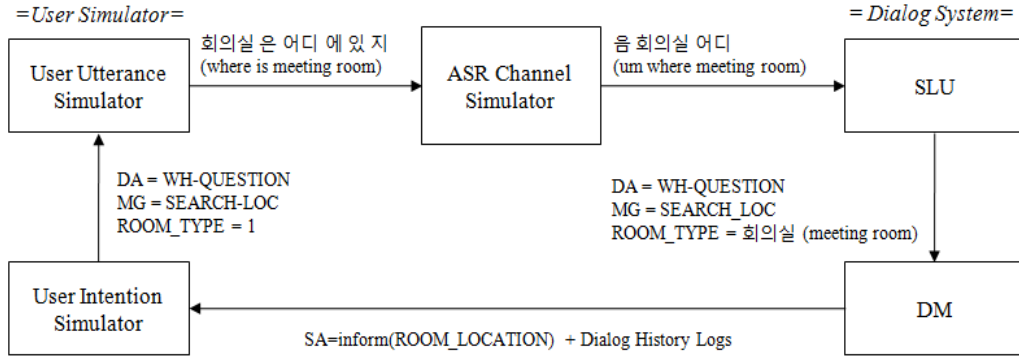 =User Simulator=
= Dialog System=
회의실 은 어디 에 있 지
(where is meeting room)
음 회의실 어디
(um where meeting room)
User Utterance
Simulator
ASR Channel
Simulator
SLU
DA = WH-QUESTION
MG = SEARCH-LOC
ROOM_TYPE = 1
DA = WH-QUESTION
MG = SEARCH_LOC
ROOM_TYPE = 회의실 (meeting room)
User Intention
Simulator
DM
SA=inform(ROOM_LOCATION) + Dialog History Logs